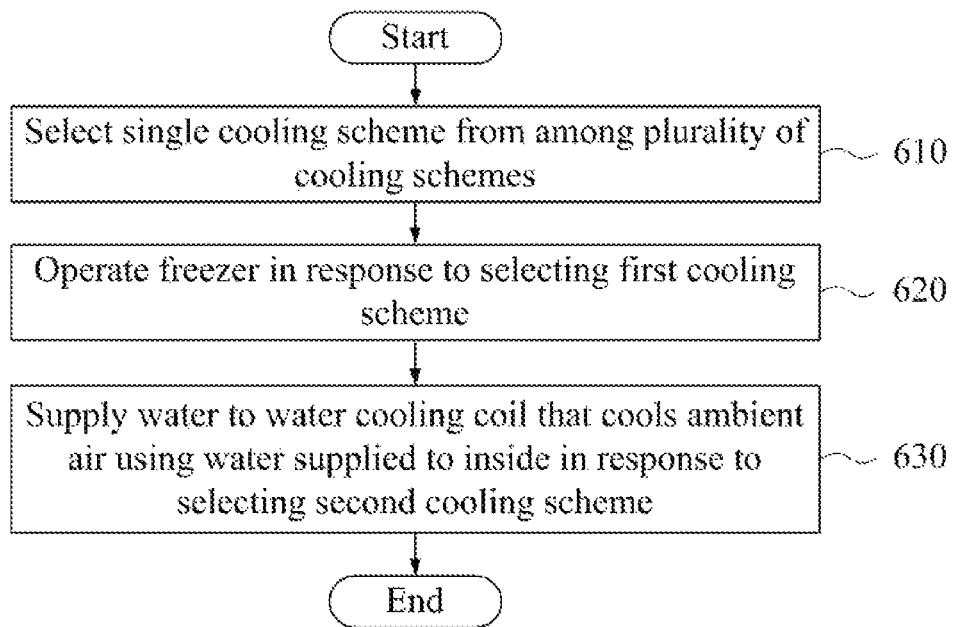 Start
Select single cooling scheme from among plurality of
cooling schemes
610
Operate freezer in response to selecting first cooling
scheme
620
Supply water to water cooling coil that cools ambient
air using water supplied to inside in response to
selecting second cooling scheme
630
End